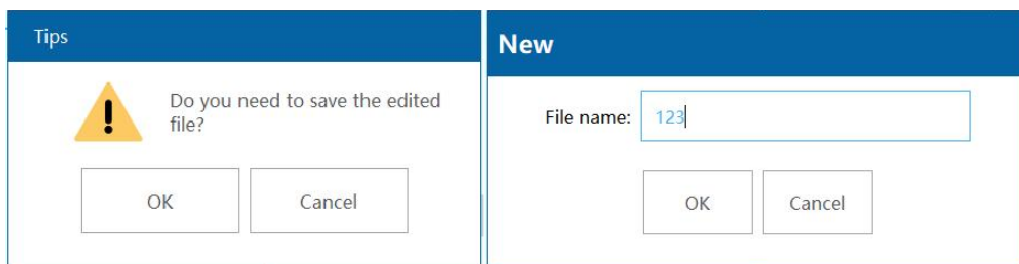 Tips
Do you need to save the edited
file?
OK
Cancel
New
File name: 123
OK
Cancel